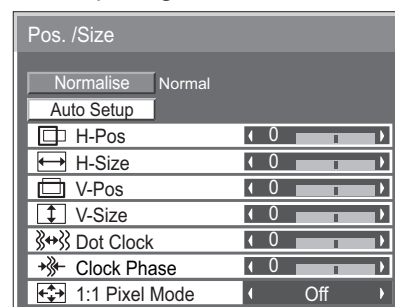 Pos. /Size
Normalise Normal
Auto Setup
H-Pos 0
H-Size 0
V-Pos 0
V-Size 0
Dot Clock 0
Clock Phase 0
1:1 Pixel Mode Off